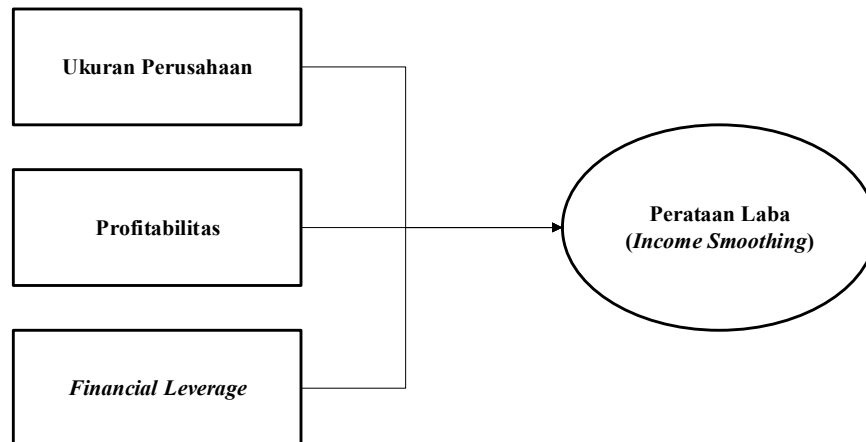 Ukuran Perusahaan
Profitabilitas
Financial Leverage
Perataan Laba
(Income Smoothing)